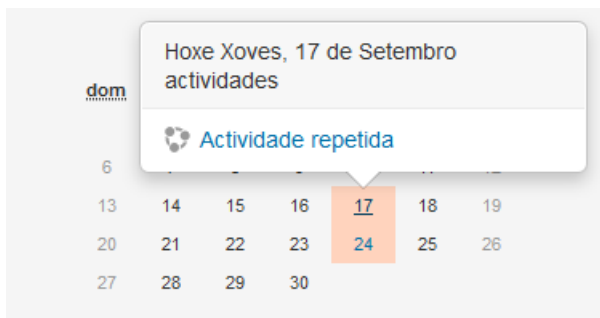 Hoxe Xoves, 17 de Setembro
actividades
dom
Actividade repetida
6
13 14 15 16 17 18 19
20 21 22 23 24 25 26
27 28 29 30